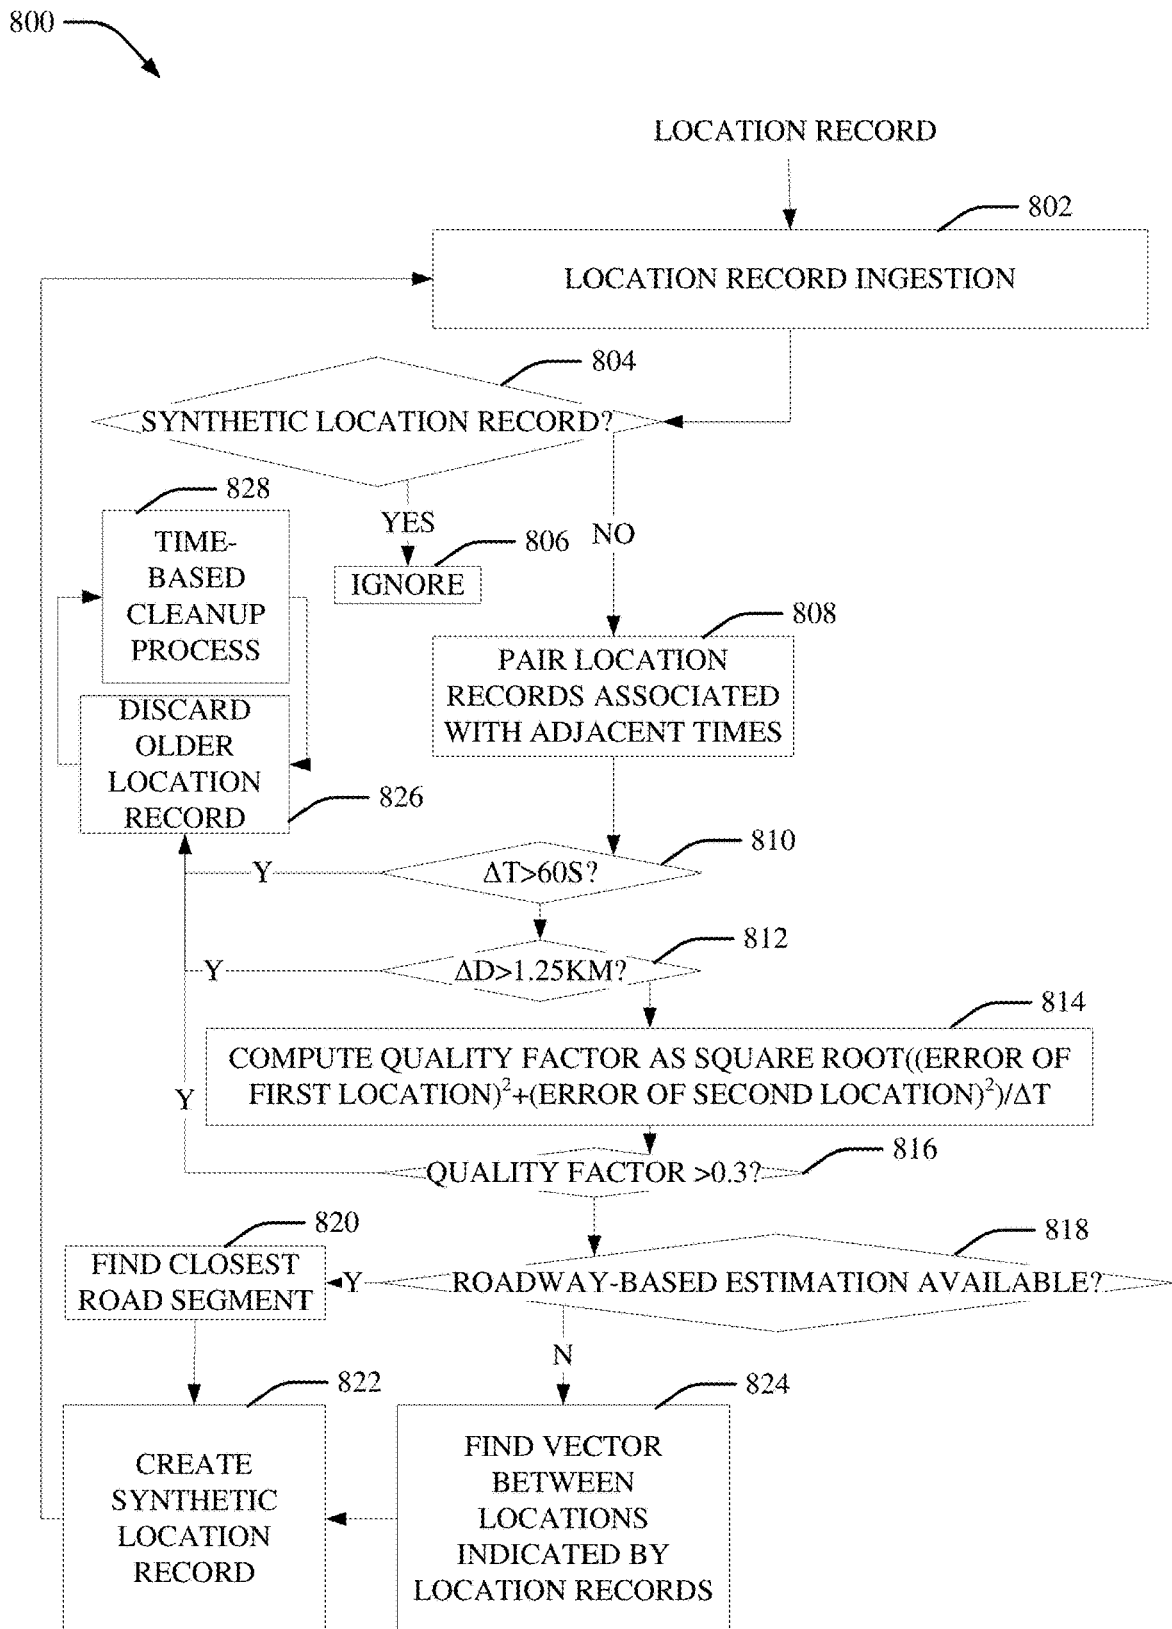 800
LOCATION RECORD
802
LOCATION RECORD INGESTION
804
SYNTHETIC LOCATION RECORD?
828
YES
NO
TIME-
BASED
CLEANUP
PROCESS
806
IGNORE
808
PAIR LOCATION
RECORDS ASSOCIATED
WITH ADJACENT TIMES
DISCARD
OLDER
LOCATION
RECORD
826
810
ΔT>60S?
Y
812
ΔD>1.25KM?
Y
814
COMPUTE QUALITY FACTOR AS SQUARE ROOT((ERROR OF
FIRST LOCATION)²+(ERROR OF SECOND LOCATION)²)/ΔT
Y
816
QUALITY FACTOR >0.3?
818
ROADWAY-BASED ESTIMATION AVAILABLE?
Y
820
FIND CLOSEST
ROAD SEGMENT
N
822
CREATE
SYNTHETIC
LOCATION
RECORD
824
FIND VECTOR
BETWEEN
LOCATIONS
INDICATED BY
LOCATION RECORDS